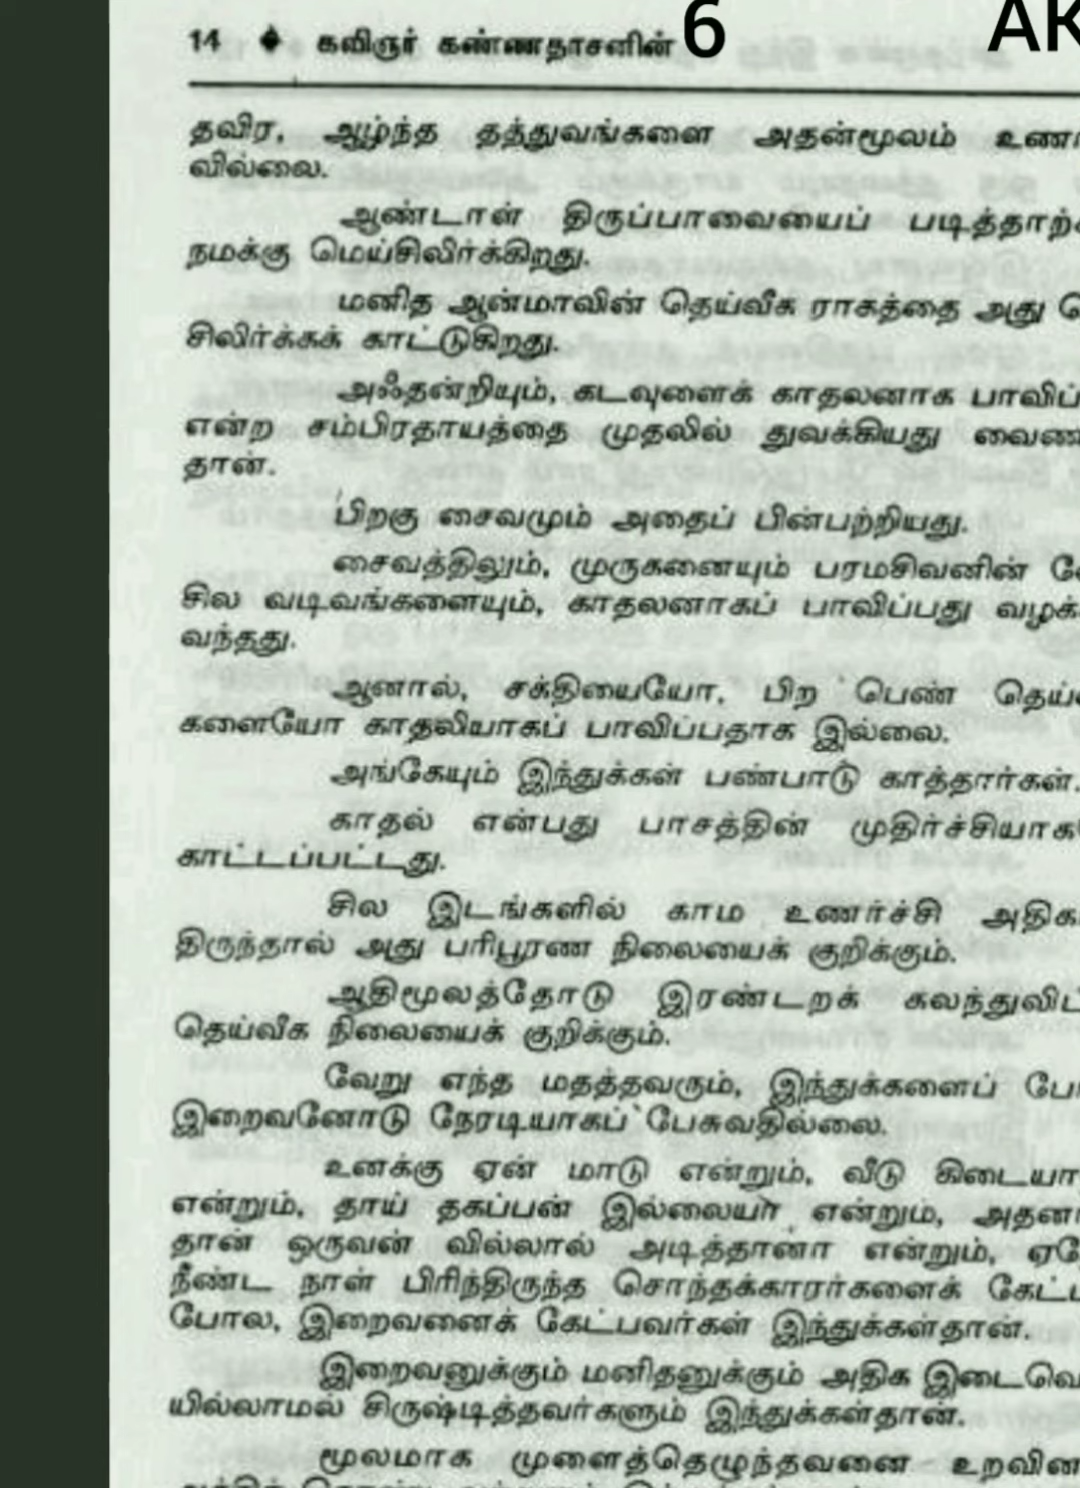 14 ♦ கவிஞர் கண்ணதாசனின் 6 AK
தவிர, ஆழ்ந்த தத்துவங்களை அதன்மூலம்
வில்லை.
ஆண்டாள் திருப்பாவையைப்
நமக்கு மெய்சிலிர்க்கிறது.
மனித ஆன்மாவின் தெய்வீக ராகத்தை அது
சிலிர்க்கக் காட்டுகிறது.
அஃதன்றியும், கடவுளைக் காதலனாக
என்ற சம்பிரதாயத்தை முதலில் துவக்கியது
தான்.
பிறகு சைவமும் அதைப் பின்பற்றியது.
சைவத்திலும், முருகனையும் பரமசிவனின்
சில வடிவங்களையும், காதலனாகப் பாவிப்பது
வந்தது.
ஆனால், சக்தியையோ, பிற பெண்
களையோ காதலியாகப் பாவிப்பதாக இல்லை.
அங்கேயும் இந்துக்கள் பண்பாடு காத்தார்கள்.
காதல் என்பது பாசத்தின்
காட்டப்பட்டது.
சில இடங்களில் காம உணர்ச்சி
திருந்தால் அது பரிபூரண நிலையைக் குறிக்கும்.
ஆதிமூலத்தோடு இரண்டறக்
தெய்வீக நிலையைக் குறிக்கும்.
வேறு எந்த மதத்தவரும், இந்துக்களைப்
இறைவனோடு நேரடியாகப் பேசுவதில்லை.
உனக்கு ஏன் மாடு என்றும், வீடு
என்றும், தாய் தகப்பன் இல்லையா என்றும்,
தான் ஒருவன் வில்லால் அடித்தானா என்றும்,
நீண்ட நாள் பிரிந்திருந்த சொந்தக்காரர்களைக்
போல, இறைவனைக் கேட்பவர்கள் இந்துக்கள்தான்.
இறைவனுக்கும் மனிதனுக்கும் அதிக
யில்லாமல் சிருஷ்டித்தவர்களும் இந்துக்கள்தான்.
மூலமாக முளைத்தெழுந்தவனை